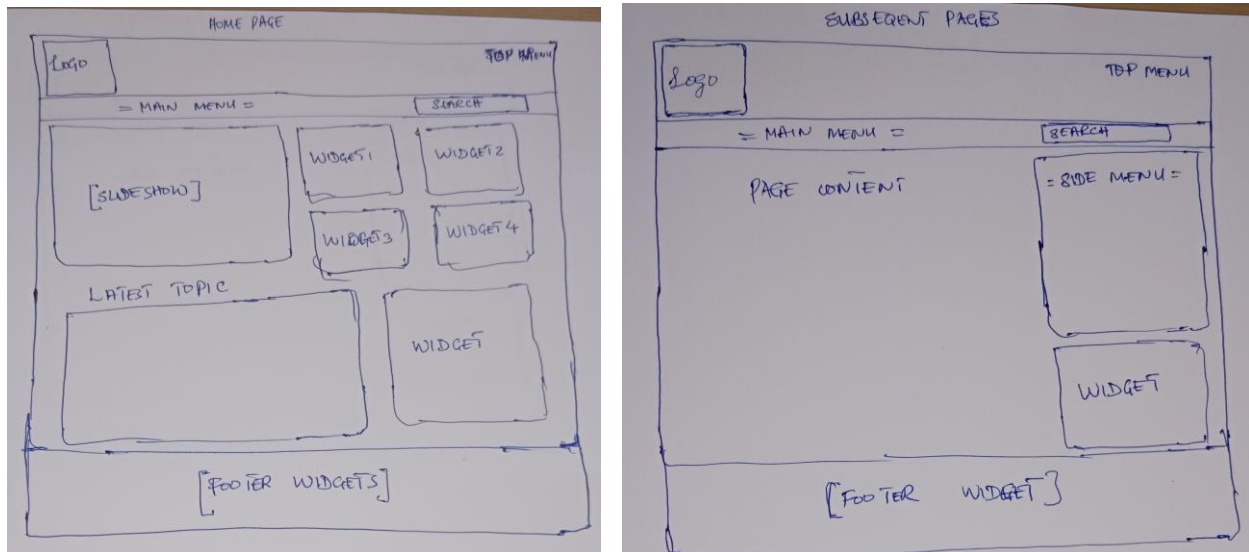 HOME PAGE
LOGO
TOP MENU
= MAIN MENU =
SEARCH
[SLIDESHOW]
WIDGET1
WIDGET2
WIDGET3
WIDGET4
LATEST TOPIC
WIDGET
[FOOTER WIDGETS]
SUBSEQENT PAGES
Logo
TOP MENU
= MAIN MENU =
SEARCH
PAGE CONTENT
= SIDE MENU =
WIDGET
[FOOTER WIDGET]